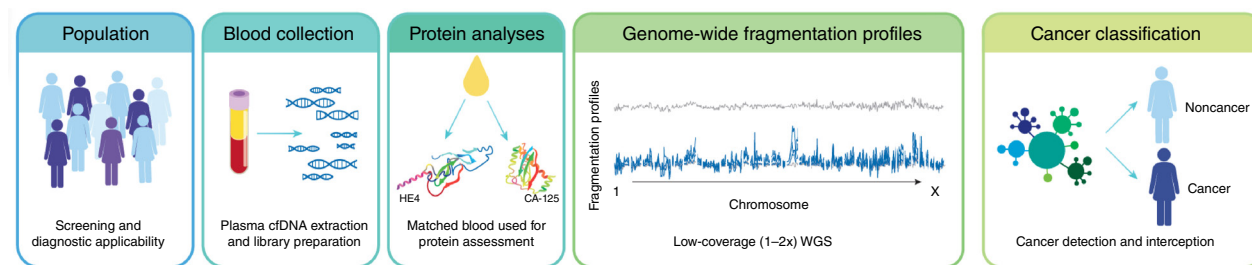 Population
Screening and
diagnostic applicability
Blood collection
Plasma cfDNA extraction
and library preparation
Protein analyses
HE4
CA-125
Matched blood used for
protein assessment
Genome-wide fragmentation profiles
Fragmentation profiles
1
X
Chromosome
Low-coverage (1–2x) WGS
Cancer classification
Noncancer
Cancer
Cancer detection and interception